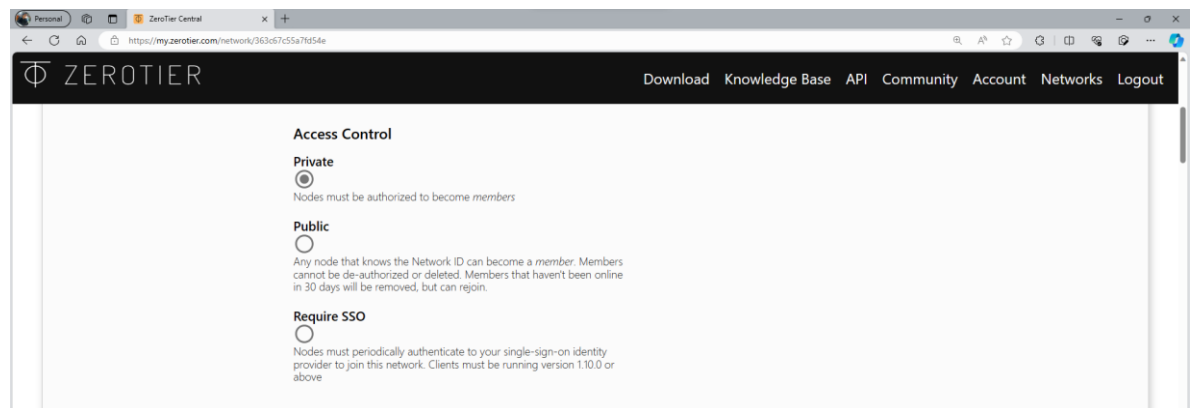 Personal
ZeroTier Central
https://my.zerotier.com/network/363c67c55a7fd54e
ZEROTIER
Download Knowledge Base API Community Account Networks Logout
Access Control
Private
Nodes must be authorized to become members
Public
Any node that knows the Network ID can become a member. Members
cannot be de-authorized or deleted. Members that haven't been online
in 30 days will be removed, but can rejoin.
Require SSO
Nodes must periodically authenticate to your single-sign-on identity
provider to join this network. Clients must be running version 1.10.0 or
above